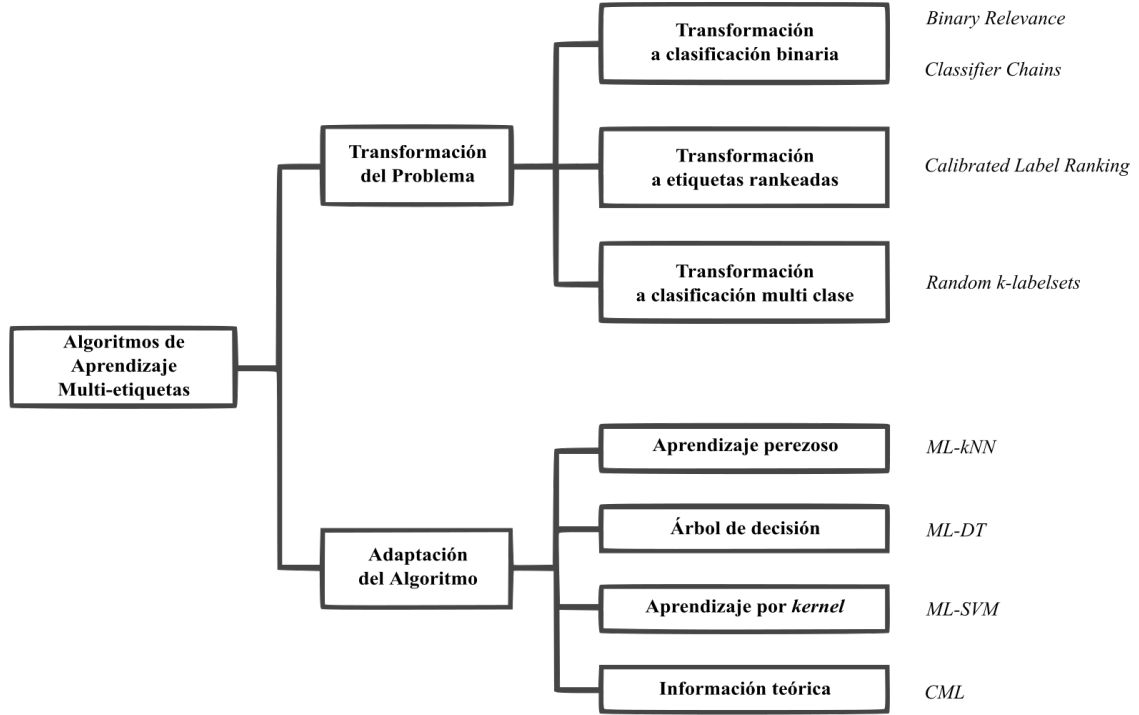 Transformación
a clasificación binaria
Binary Relevance
Classifier Chains
Transformación
del Problema
Transformación
a etiquetas rankeadas
Calibrated Label Ranking
Transformación
a clasificación multi clase
Random k-labelsets
Algoritmos de
Aprendizaje
Multi-etiquetas
Aprendizaje perezoso
ML-kNN
Árbol de decisión
ML-DT
Adaptación
del Algoritmo
Aprendizaje por kernel
ML-SVM
Información teórica
CML